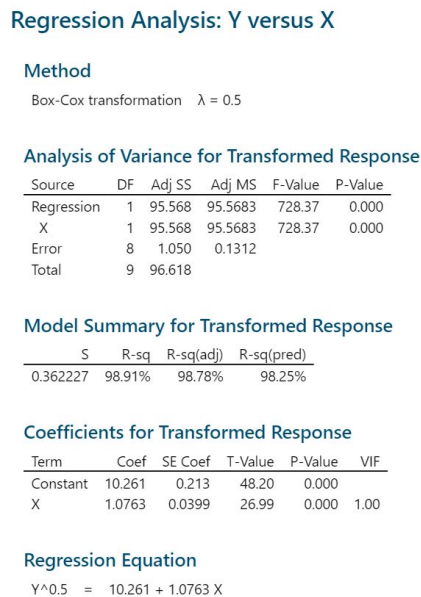 Regression Analysis: Y versus X
Method
Box-Cox transformation λ = 0.5
Analysis of Variance for Transformed Response
Source DF Adj SS Adj MS F-Value P-Value
Regression 1 95.568 95.5683 728.37 0.000
X 1 95.568 95.5683 728.37 0.000
Error 8 1.050 0.1312
Total 9 96.618
Model Summary for Transformed Response
S R-sq R-sq(adj) R-sq(pred)
0.362227 98.91% 98.78% 98.25%
Coefficients for Transformed Response
Term Coef SE Coef T-Value P-Value VIF
Constant 10.261 0.213 48.20 0.000
X 1.0763 0.0399 26.99 0.000 1.00
Regression Equation
Y^0.5 = 10.261 + 1.0763 X